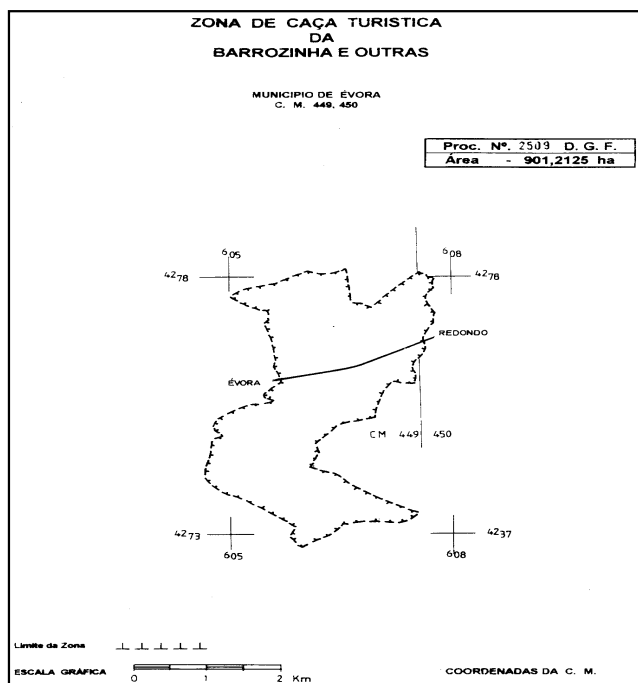 ZONA DE CAÇA TURISTICA
DA
BARROZINHA E OUTRAS
MUNICIPIO DE ÉVORA
C. M. 449, 450
Proc. Nº. 2509 D. G. F.
Área - 901,2125 ha
605
608
4278
4278
REDONDO
ÉVORA
CM 449 450
4273
4237
605
608
Limite da Zona
ESCALA GRÁFICA 0 1 2 Km
COORDENADAS DA C. M.